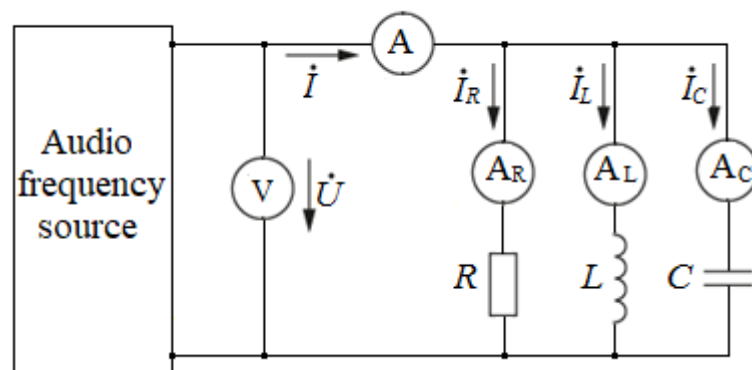 Audio
frequency
source
V
U̇
İ
A
İ_R
İ_L
İ_C
A_R
A_L
A_C
R
L
C